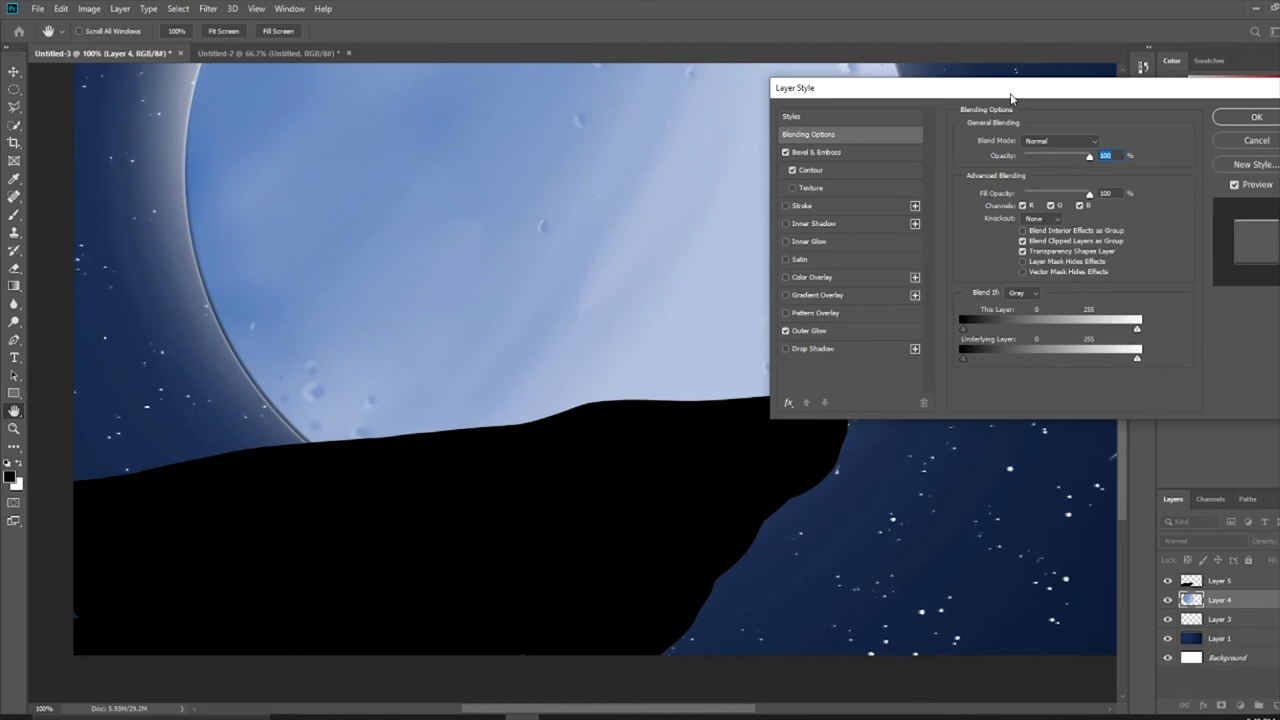 Ps File Edit Image Layer Type Select Filter 3D View Window Help
Scroll All Windows 100% Fit Screen Fill Screen
Untitled-3 @ 100% (Layer 4, RGB/8#) * × Untitled-2 @ 66.7% (Untitled, RGB/8#) * ×
Color Swatches
Layer Style
Styles
Blending Options
Bevel & Emboss
Contour
Texture
Stroke
Inner Shadow
Inner Glow
Satin
Color Overlay
Gradient Overlay
Pattern Overlay
Outer Glow
Drop Shadow
fx
Blending Options
General Blending
Blend Mode: Normal
Opacity: 100 %
Advanced Blending
Fill Opacity: 100 %
Channels: R G B
Knockout: None
Blend Interior Effects as Group
Blend Clipped Layers as Group
Transparency Shapes Layer
Layer Mask Hides Effects
Vector Mask Hides Effects
Blend If: Gray
This Layer: 0 255
Underlying Layer: 0 255
OK
Cancel
New Style...
Preview
Layers Channels Paths
Kind
Normal Opacity:
Lock:
Layer 5
Layer 4
Layer 3
Layer 1
Background
fx
100% Doc: 5.93M/29.2M